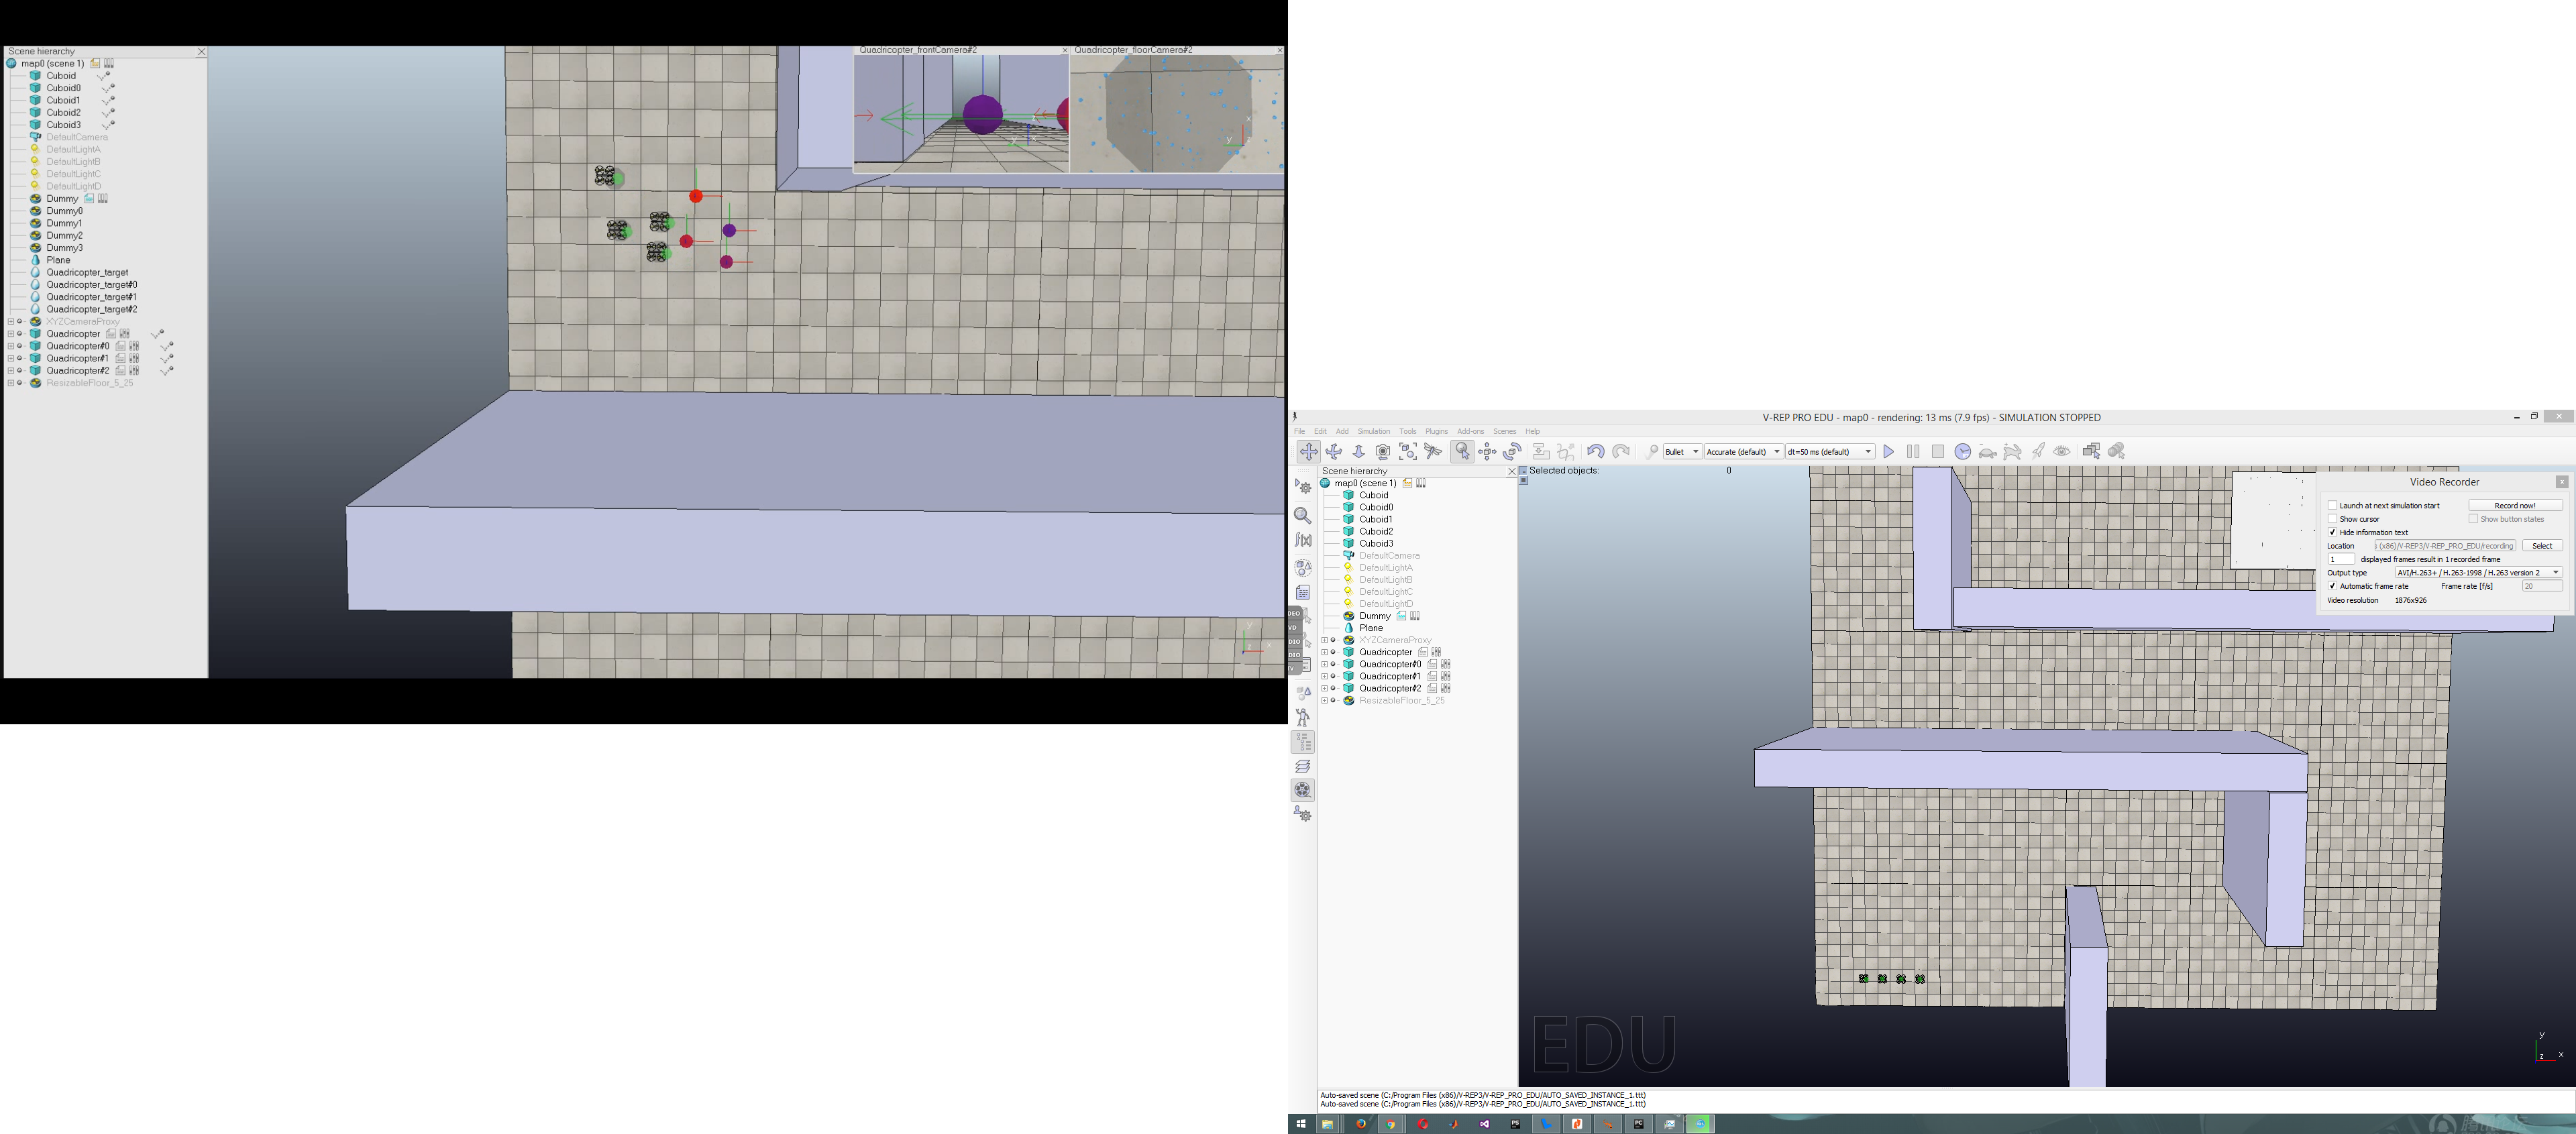 Scene hierarchy
map0 (scene 1)
Cuboid
Cuboid0
Cuboid1
Cuboid2
Cuboid3
DefaultCamera
DefaultLightA
DefaultLightB
DefaultLightC
DefaultLightD
Dummy
Dummy0
Dummy1
Dummy2
Dummy3
Plane
Quadricopter_target
Quadricopter_target#0
Quadricopter_target#1
Quadricopter_target#2
XYZCameraProxy
Quadricopter
Quadricopter#0
Quadricopter#1
Quadricopter#2
ResizableFloor_5_25
Quadricopter_frontCamera#2
Quadricopter_floorCamera#2
V-REP PRO EDU - map0 - rendering: 13 ms (7.9 fps) - SIMULATION STOPPED
File Edit Add Simulation Tools Plugins Add-ons Scenes Help
Bullet Accurate (default) dt=50 ms (default)
Scene hierarchy
map0 (scene 1)
Cuboid
Cuboid0
Cuboid1
Cuboid2
Cuboid3
DefaultCamera
DefaultLightA
DefaultLightB
DefaultLightC
DefaultLightD
Dummy
Plane
XYZCameraProxy
Quadricopter
Quadricopter#0
Quadricopter#1
Quadricopter#2
ResizableFloor_5_25
Selected objects: 0
Video Recorder
Launch at next simulation start Record now!
Show cursor Show button states
Hide information text
Location (x86)/V-REP3/V-REP_PRO_EDU/recording Select
1 displayed frames result in 1 recorded frame
Output type AVI/H.263+ / H.263-1998 / H.263 version 2
Automatic frame rate Frame rate [f/s] 20
Video resolution 1876x926
EDU
y
z x
Auto-saved scene (C:/Program Files (x86)/V-REP3/V-REP_PRO_EDU/AUTO_SAVED_INSTANCE_1.ttt)
Auto-saved scene (C:/Program Files (x86)/V-REP3/V-REP_PRO_EDU/AUTO_SAVED_INSTANCE_1.ttt)